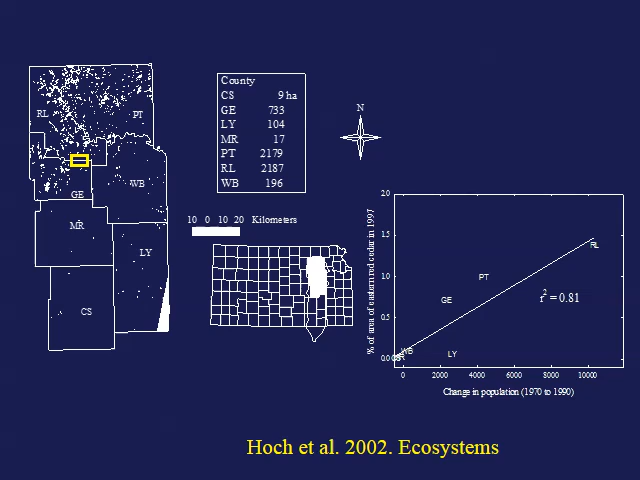 RL
PT
WB
GE
MR
LY
CS
County
CS 9 ha
GE 733
LY 104
MR 17
PT 2179
RL 2187
WB 196
N
10 0 10 20 Kilometers
% of area of eastern red cedar in 1997
2.0
1.5
1.0
0.5
0.0
RL
PT
GE
WB
LY
r2 = 0.81
0 2000 4000 6000 8000 10000
Change in population (1970 to 1990)
Hoch et al. 2002. Ecosystems